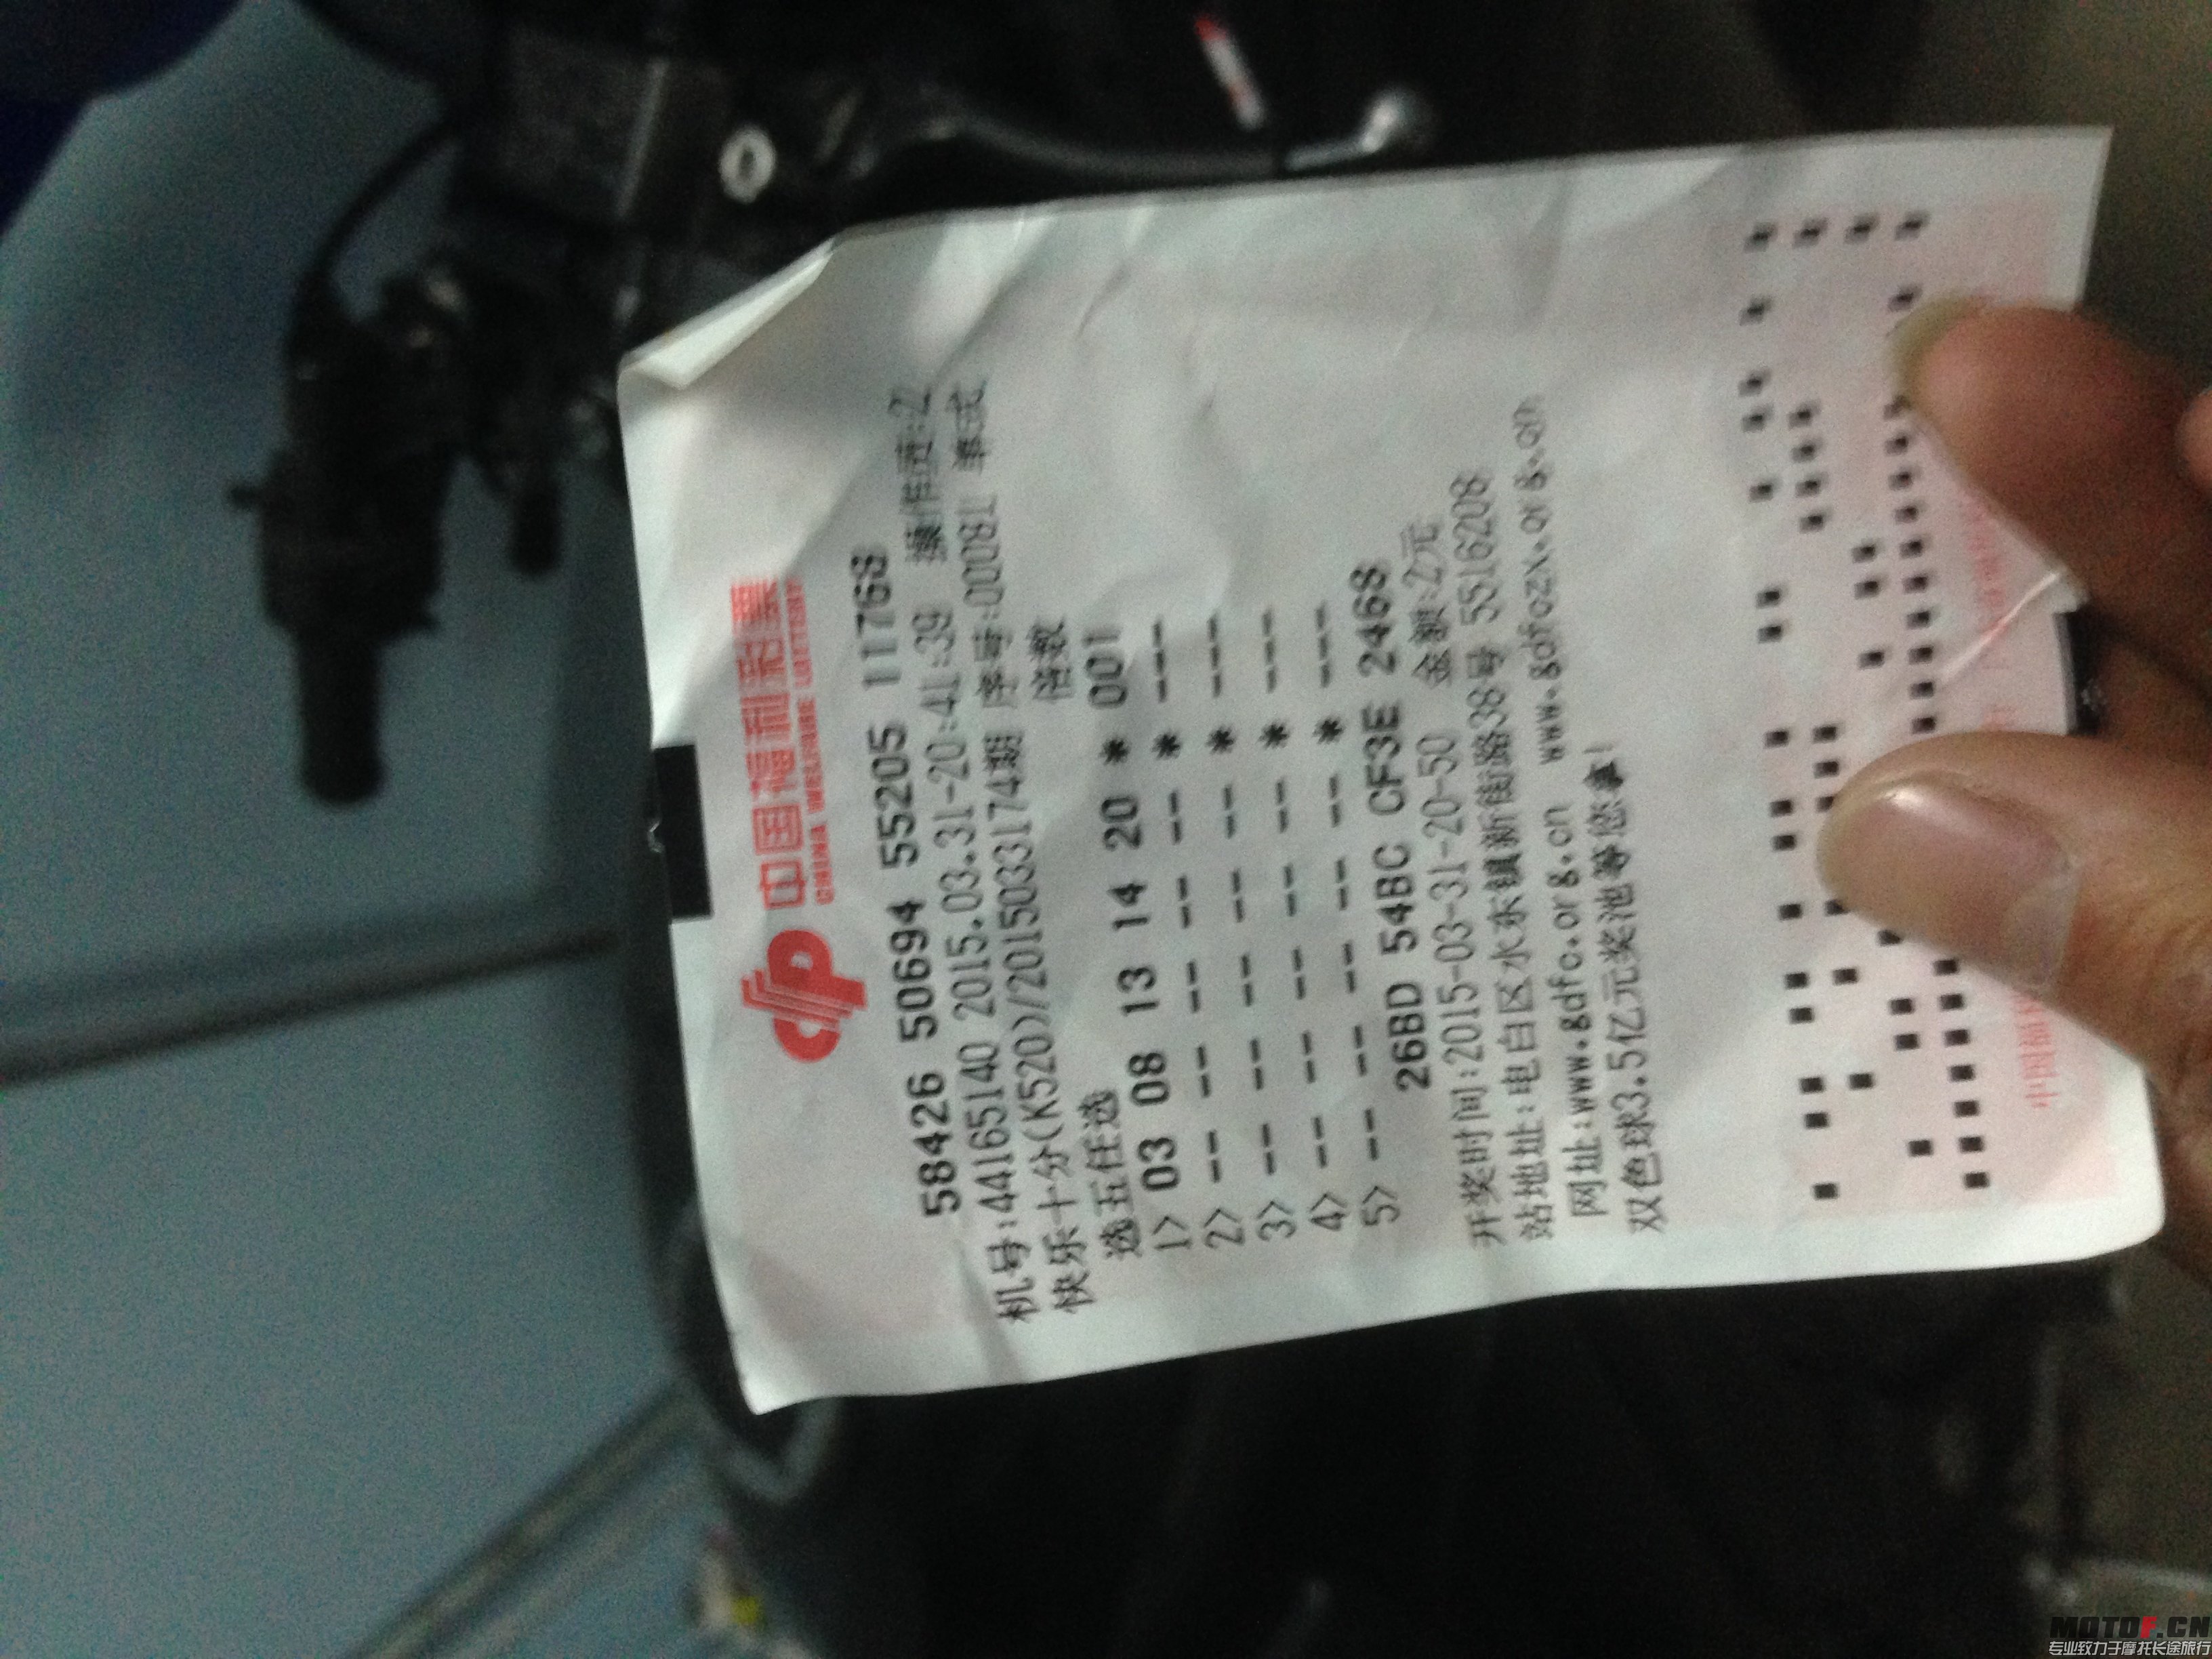 中国福利彩票
CHINA WELFARE LOTTERY
58426 50694 55205 11768
机号:44165140 2015.03.31-20:41:39 操作员:2
快乐十分(K520)/2015033174期 序号:00081 单式
选五任选 倍数
1> 03 08 13 14 20 * 001
2> -- -- -- -- -- * ---
3> -- -- -- -- -- * ---
4> -- -- -- -- -- * ---
5> -- -- -- -- -- * ---
26BD 54BC CF3E 2468
开奖时间:2015-03-31-20-50 金额:2元
站地址:电白区水东镇新街路38号 5516208
网址:www.gdfc.org.cn www.gdfczx.org.cn
双色球3.5亿元奖池等您拿!
中国福
MOTOF.CN
专业致力于摩托长途旅行